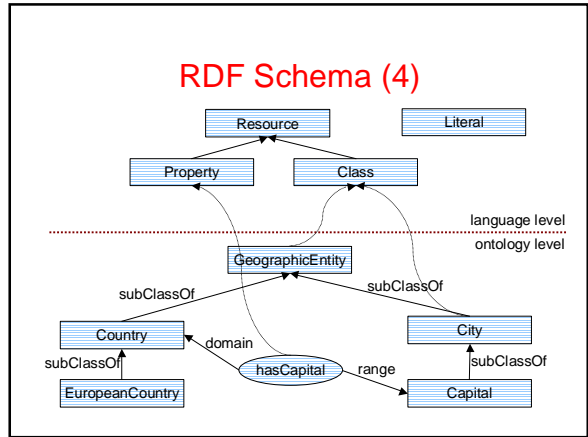 RDF Schema (4)
Resource
Literal
Property
Class
language level
ontology level
GeographicEntity
subClassOf
subClassOf
Country
City
domain
subClassOf
hasCapital
range
subClassOf
EuropeanCountry
Capital